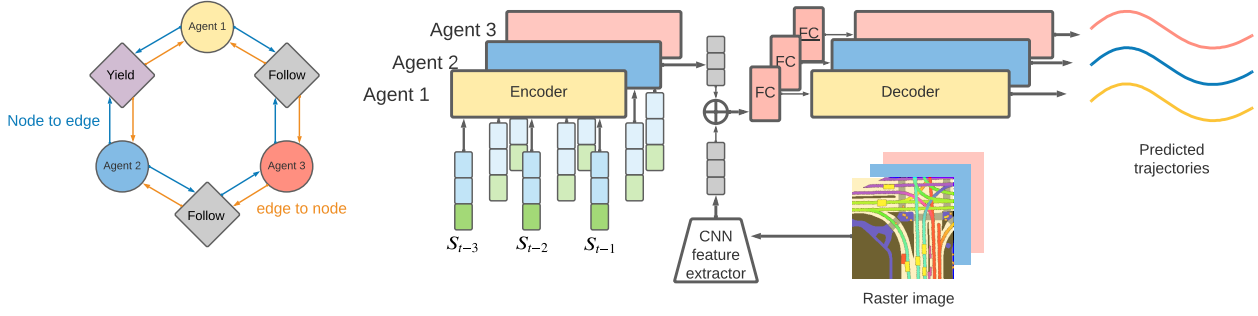 Agent 1
Yield
Follow
Node to edge
Agent 2
Agent 3
Follow
edge to node
Agent 3
Agent 2
Agent 1
Encoder
S_{t-3}
S_{t-2}
S_{t-1}
FC
FC
FC
Decoder
CNN
feature
extractor
Raster image
Predicted
trajectories